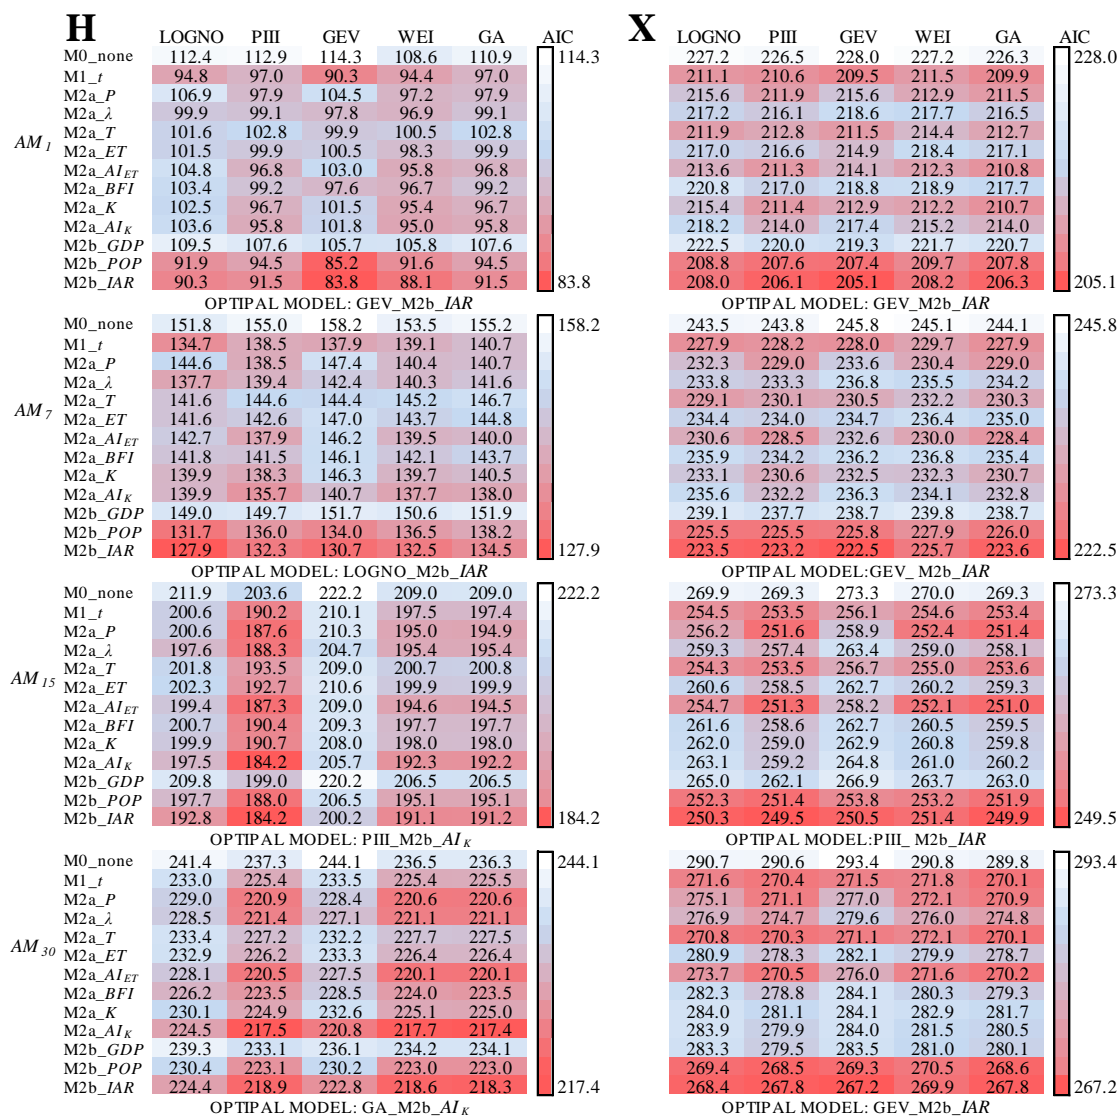 H X
LOGNO PIII GEV WEI GA AIC LOGNO PIII GEV WEI GA AIC
M0_none 112.4 112.9 114.3 108.6 110.9 114.3 227.2 226.5 228.0 227.2 226.3 228.0
M1_t 94.8 97.0 90.3 94.4 97.0 211.1 210.6 209.5 211.5 209.9
M2a_P 106.9 97.9 104.5 97.2 97.9 215.6 211.9 215.6 212.9 211.5
M2a_λ 99.9 99.1 97.8 96.9 99.1 217.2 216.1 218.6 217.7 216.5
AM1 M2a_T 101.6 102.8 99.9 100.5 102.8 211.9 212.8 211.5 214.4 212.7
M2a_ET 101.5 99.9 100.5 98.3 99.9 217.0 216.6 214.9 218.4 217.1
M2a_AIET 104.8 96.8 103.0 95.8 96.8 213.6 211.3 214.1 212.3 210.8
M2a_BFI 103.4 99.2 97.6 96.7 99.2 220.8 217.0 218.8 218.9 217.7
M2a_K 102.5 96.7 101.5 95.4 96.7 215.4 211.4 212.9 212.2 210.7
M2a_AIK 103.6 95.8 101.8 95.0 95.8 218.2 214.0 217.4 215.2 214.0
M2b_GDP 109.5 107.6 105.7 105.8 107.6 222.5 220.0 219.3 221.7 220.7
M2b_POP 91.9 94.5 85.2 91.6 94.5 208.8 207.6 207.4 209.7 207.8
M2b_IAR 90.3 91.5 83.8 88.1 91.5 83.8 208.0 206.1 205.1 208.2 206.3 205.1
OPTIPAL MODEL: GEV_M2b_IAR OPTIPAL MODEL: GEV_M2b_IAR
M0_none 151.8 155.0 158.2 153.5 155.2 158.2 243.5 243.8 245.8 245.1 244.1 245.8
M1_t 134.7 138.5 137.9 139.1 140.7 227.9 228.2 228.0 229.7 227.9
M2a_P 144.6 138.5 147.4 140.4 140.7 232.3 229.0 233.6 230.4 229.0
M2a_λ 137.7 139.4 142.4 140.3 141.6 233.8 233.3 236.8 235.5 234.2
AM7 M2a_T 141.6 144.6 144.4 145.2 146.7 229.1 230.1 230.5 232.2 230.3
M2a_ET 141.6 142.6 147.0 143.7 144.8 234.4 234.0 234.7 236.4 235.0
M2a_AIET 142.7 137.9 146.2 139.5 140.0 230.6 228.5 232.6 230.0 228.4
M2a_BFI 141.8 141.5 146.1 142.1 143.7 235.9 234.2 236.2 236.8 235.4
M2a_K 139.9 138.3 146.3 139.7 140.5 233.1 230.6 232.5 232.3 230.7
M2a_AIK 139.9 135.7 140.7 137.7 138.0 235.6 232.2 236.3 234.1 232.8
M2b_GDP 149.0 149.7 151.7 150.6 151.9 239.1 237.7 238.7 239.8 238.7
M2b_POP 131.7 136.0 134.0 136.5 138.2 225.5 225.5 225.8 227.9 226.0
M2b_IAR 127.9 132.3 130.7 132.5 134.5 127.9 223.5 223.2 222.5 225.7 223.6 222.5
OPTIPAL MODEL: LOGNO_M2b_IAR OPTIPAL MODEL:GEV_ M2b_IAR
M0_none 211.9 203.6 222.2 209.0 209.0 222.2 269.9 269.3 273.3 270.0 269.3 273.3
M1_t 200.6 190.2 210.1 197.5 197.4 254.5 253.5 256.1 254.6 253.4
M2a_P 200.6 187.6 210.3 195.0 194.9 256.2 251.6 258.9 252.4 251.4
M2a_λ 197.6 188.3 204.7 195.4 195.4 259.3 257.4 263.4 259.0 258.1
AM15 M2a_T 201.8 193.5 209.0 200.7 200.8 254.3 253.5 256.7 255.0 253.6
M2a_ET 202.3 192.7 210.6 199.9 199.9 260.6 258.5 262.7 260.2 259.3
M2a_AIET 199.4 187.3 209.0 194.6 194.5 254.7 251.3 258.2 252.1 251.0
M2a_BFI 200.7 190.4 209.3 197.7 197.7 261.6 258.6 262.7 260.5 259.5
M2a_K 199.9 190.7 208.0 198.0 198.0 262.0 259.0 262.9 260.8 259.8
M2a_AIK 197.5 184.2 205.7 192.3 192.2 263.1 259.2 264.8 261.0 260.2
M2b_GDP 209.8 199.0 220.2 206.5 206.5 265.0 262.1 266.9 263.7 263.0
M2b_POP 197.7 188.0 206.5 195.1 195.1 252.3 251.4 253.8 253.2 251.9
M2b_IAR 192.8 184.2 200.2 191.1 191.2 184.2 250.3 249.5 250.5 251.4 249.9 249.5
OPTIPAL MODEL: PIII_M2b_AIK OPTIPAL MODEL:PIII_ M2b_IAR
M0_none 241.4 237.3 244.1 236.5 236.3 244.1 290.7 290.6 293.4 290.8 289.8 293.4
M1_t 233.0 225.4 233.5 225.4 225.5 271.6 270.4 271.5 271.8 270.1
M2a_P 229.0 220.9 228.4 220.6 220.6 275.1 271.1 277.0 272.1 270.9
M2a_λ 228.5 221.4 227.1 221.1 221.1 276.9 274.7 279.6 276.0 274.8
AM30 M2a_T 233.4 227.2 232.2 227.7 227.5 270.8 270.3 271.1 272.1 270.1
M2a_ET 232.9 226.2 233.3 226.4 226.4 280.9 278.3 282.1 279.9 278.7
M2a_AIET 228.1 220.5 227.5 220.1 220.1 273.7 270.5 276.0 271.6 270.2
M2a_BFI 226.2 223.5 228.5 224.0 223.5 282.3 278.8 284.1 280.3 279.3
M2a_K 230.1 224.9 232.6 225.1 225.0 284.0 281.1 284.1 282.9 281.7
M2a_AIK 224.5 217.5 220.8 217.7 217.4 283.9 279.9 284.0 281.5 280.5
M2b_GDP 239.3 233.1 236.1 234.2 234.1 283.3 279.5 283.5 281.0 280.1
M2b_POP 230.4 223.1 230.2 223.0 223.0 269.4 268.5 269.3 270.5 268.6
M2b_IAR 224.4 218.9 222.8 218.6 218.3 217.4 268.4 267.8 267.2 269.9 267.8 267.2
OPTIPAL MODEL: GA_M2b_AIK OPTIPAL MODEL: GEV_M2b_IAR